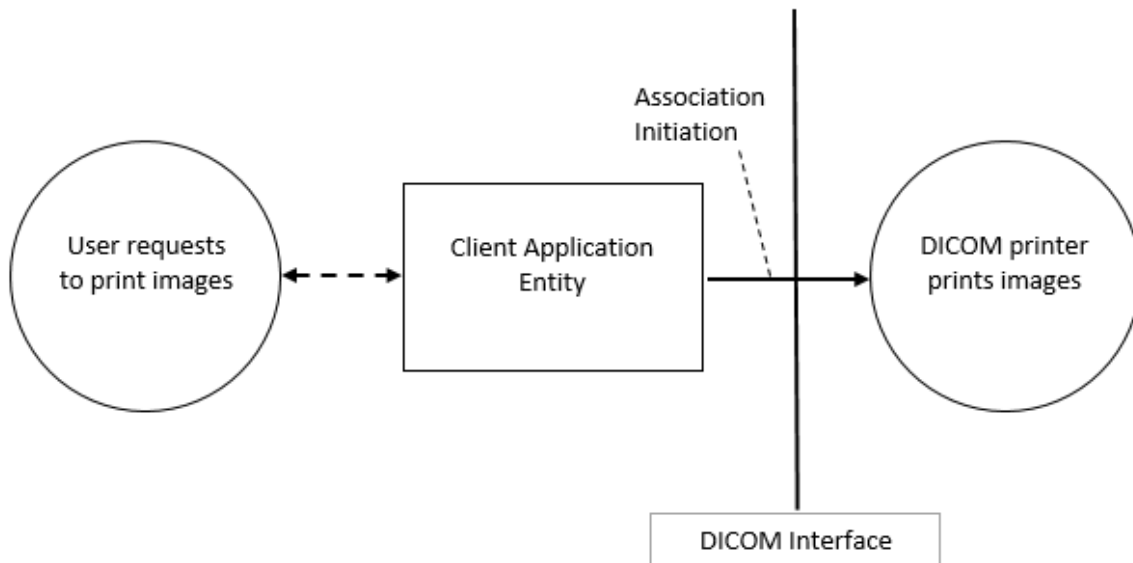 Association
Initiation
User requests
to print images
Client Application
Entity
DICOM printer
prints images
DICOM Interface